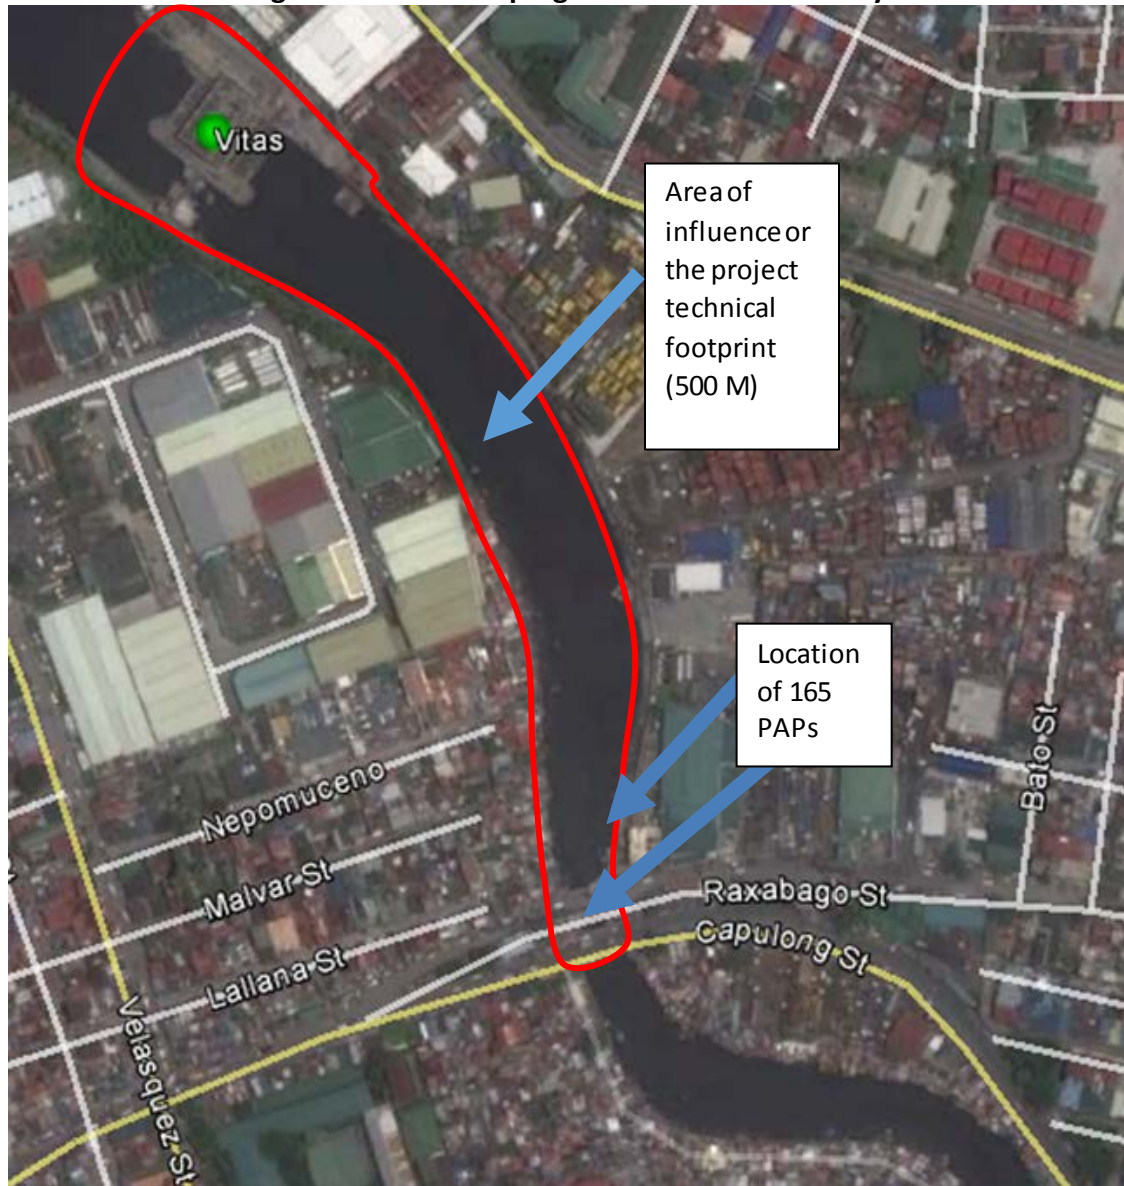 Vitas
Area of
influence or
the project
technical
footprint
(500 M)
Location
of 165
PAPs
Bato St
Nepomuceno
Malvar St
Raxabago St
Capulong St
Lallana St
Velasquez St